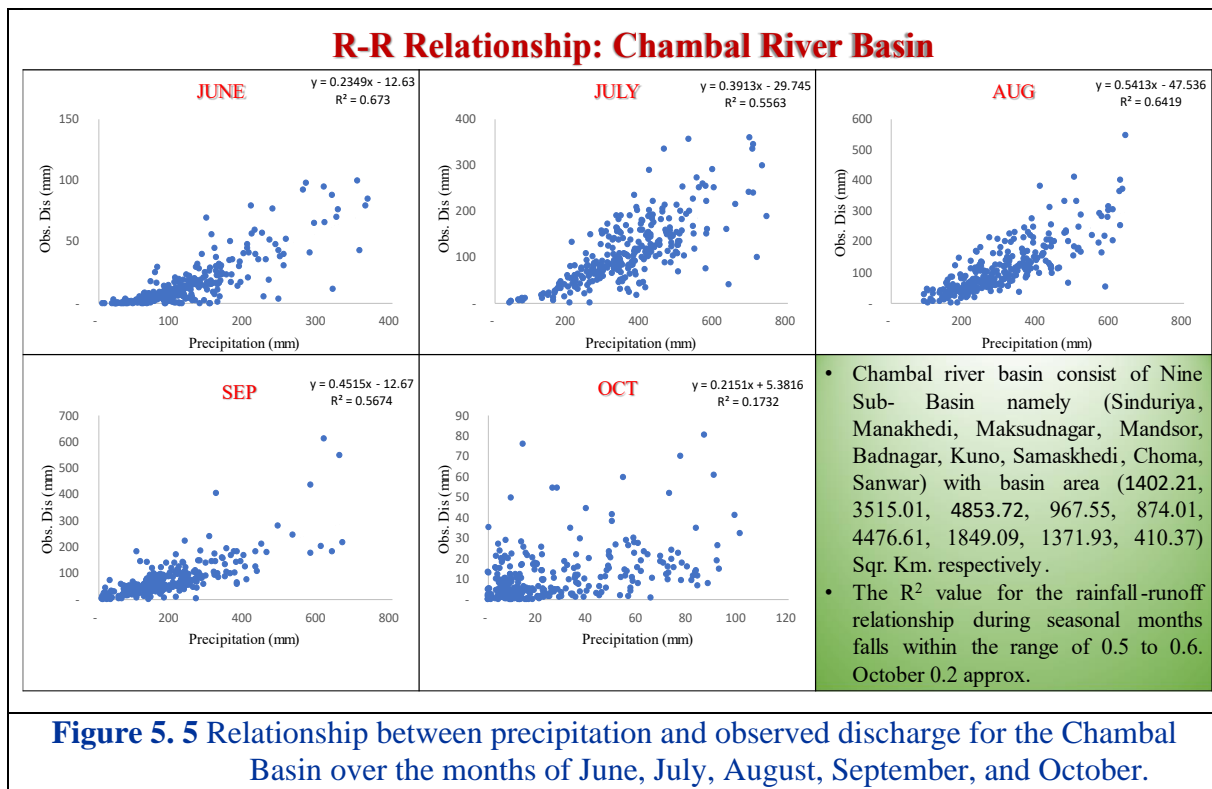 R-R Relationship: Chambal River Basin
JUNE
y = 0.2349x - 12.63
R² = 0.673
150
100
50
-
Obs. Dis (mm)
- 100 200 300 400
Precipitation (mm)
JULY
y = 0.3913x - 29.745
R² = 0.5563
400
300
200
100
-
Obs. Dis (mm)
- 200 400 600 800
Precipitation (mm)
AUG
y = 0.5413x - 47.536
R² = 0.6419
600
500
400
300
200
100
-
Obs. Dis (mm)
- 200 400 600 800
Precipitation (mm)
SEP
y = 0.4515x - 12.67
R² = 0.5674
700
600
500
400
300
200
100
-
Obs. Dis (mm)
- 200 400 600 800
Precipitation (mm)
OCT
y = 0.2151x + 5.3816
R² = 0.1732
90
80
70
60
50
40
30
20
10
-
Obs. Dis (mm)
- 20 40 60 80 100 120
Precipitation (mm)
• Chambal river basin consist of Nine
Sub- Basin namely (Sinduriya,
Manakhedi, Maksudnagar, Mandsor,
Badnagar, Kuno, Samaskhedi, Choma,
Sanwar) with basin area (1402.21,
3515.01, 4853.72, 967.55, 874.01,
4476.61, 1849.09, 1371.93, 410.37)
Sqr. Km. respectively.
• The R² value for the rainfall-runoff
relationship during seasonal months
falls within the range of 0.5 to 0.6.
October 0.2 approx.
Figure 5. 5 Relationship between precipitation and observed discharge for the Chambal
Basin over the months of June, July, August, September, and October.